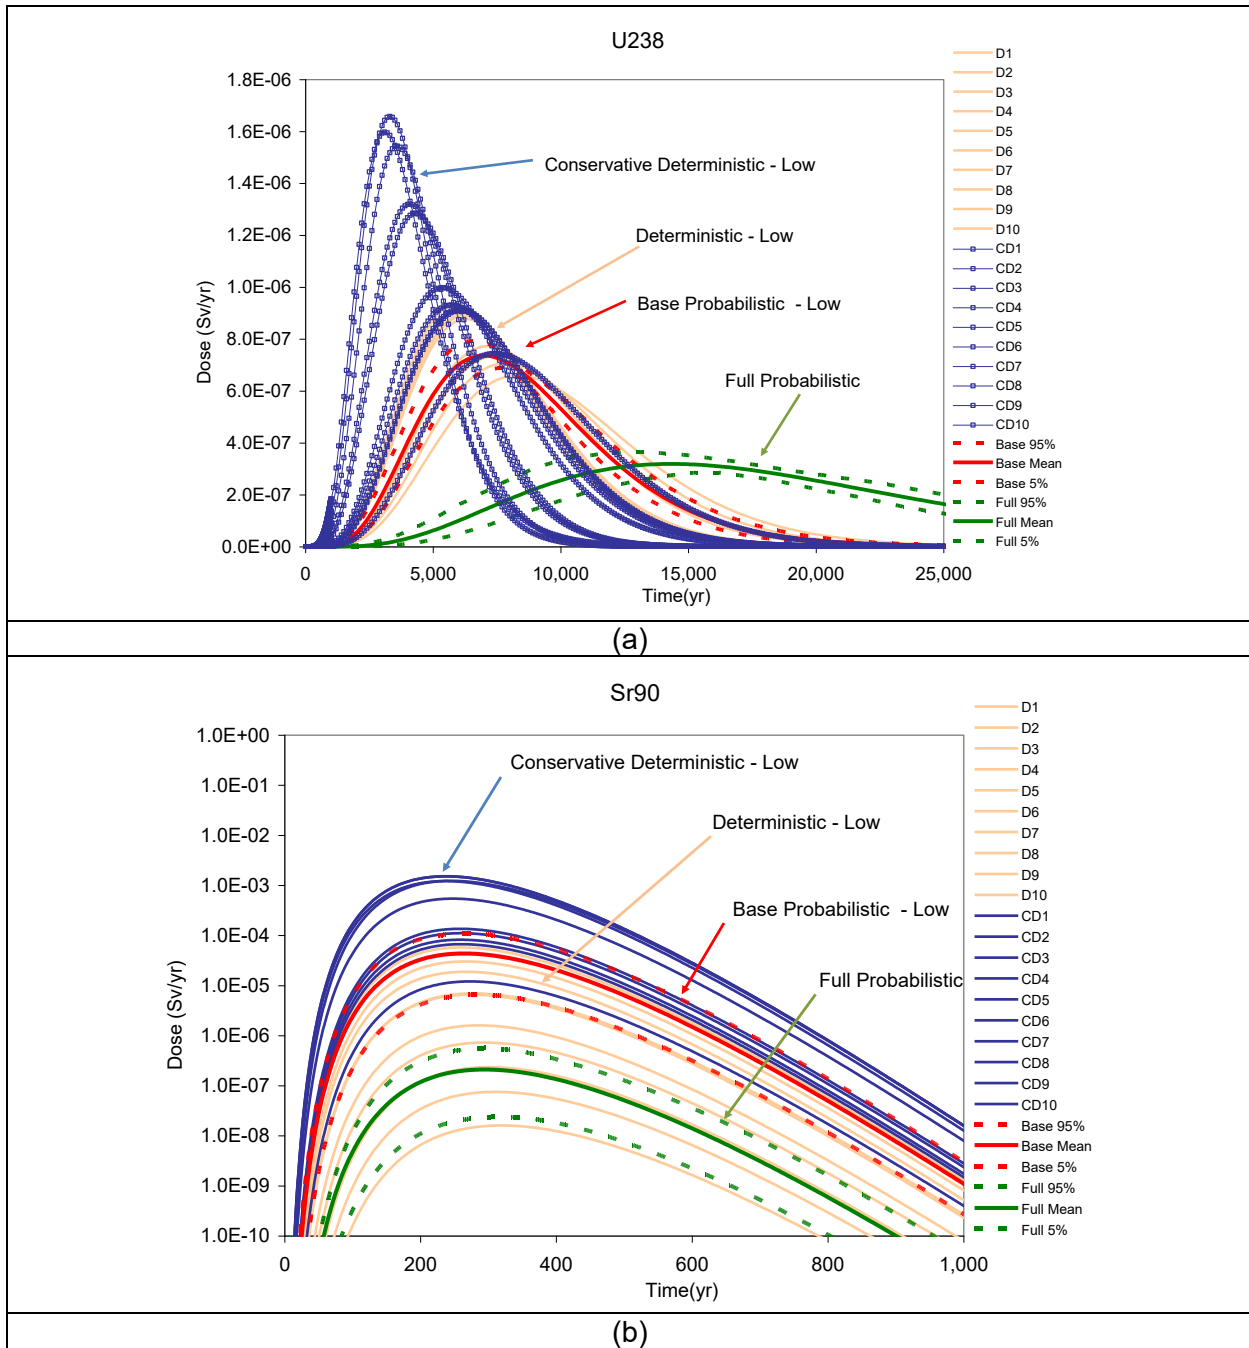 U238
1.8E-06
1.6E-06
1.4E-06
1.2E-06
1.0E-06
8.0E-07
6.0E-07
4.0E-07
2.0E-07
0.0E+00
Dose (Sv/yr)
0
5,000
10,000
15,000
20,000
25,000
Time(yr)
Conservative Deterministic - Low
Deterministic - Low
Base Probabilistic - Low
Full Probabilistic
D1
D2
D3
D4
D5
D6
D7
D8
D9
D10
CD1
CD2
CD3
CD4
CD5
CD6
CD7
CD8
CD9
CD10
Base 95%
Base Mean
Base 5%
Full 95%
Full Mean
Full 5%
(a)
Sr90
1.0E+00
1.0E-01
1.0E-02
1.0E-03
1.0E-04
1.0E-05
1.0E-06
1.0E-07
1.0E-08
1.0E-09
1.0E-10
Dose (Sv/yr)
0
200
400
600
800
1,000
Time(yr)
Conservative Deterministic - Low
Deterministic - Low
Base Probabilistic - Low
Full Probabilistic
D1
D2
D3
D4
D5
D6
D7
D8
D9
D10
CD1
CD2
CD3
CD4
CD5
CD6
CD7
CD8
CD9
CD10
Base 95%
Base Mean
Base 5%
Full 95%
Full Mean
Full 5%
(b)